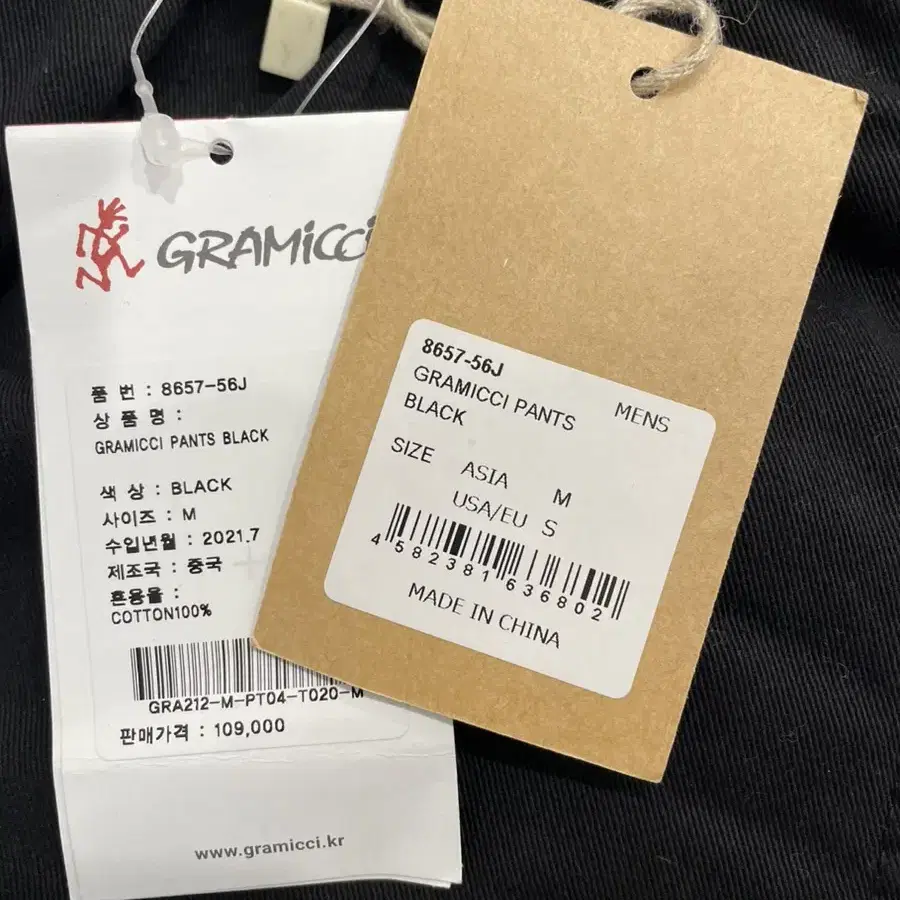 GRAMICCI
품 번 : 8657-56J
상 품 명 :
GRAMICCI PANTS BLACK
색 상 : BLACK
사이즈 : M
수입년월 : 2021.7
제조국 : 중국
혼용율 :
COTTON100%
GRA212-M-PT04-T020-M
판매가격 : 109,000
www.gramicci.kr
8657-56J
GRAMICCI PANTS MENS
BLACK
SIZE ASIA M
USA/EU S
4582381636802
MADE IN CHINA